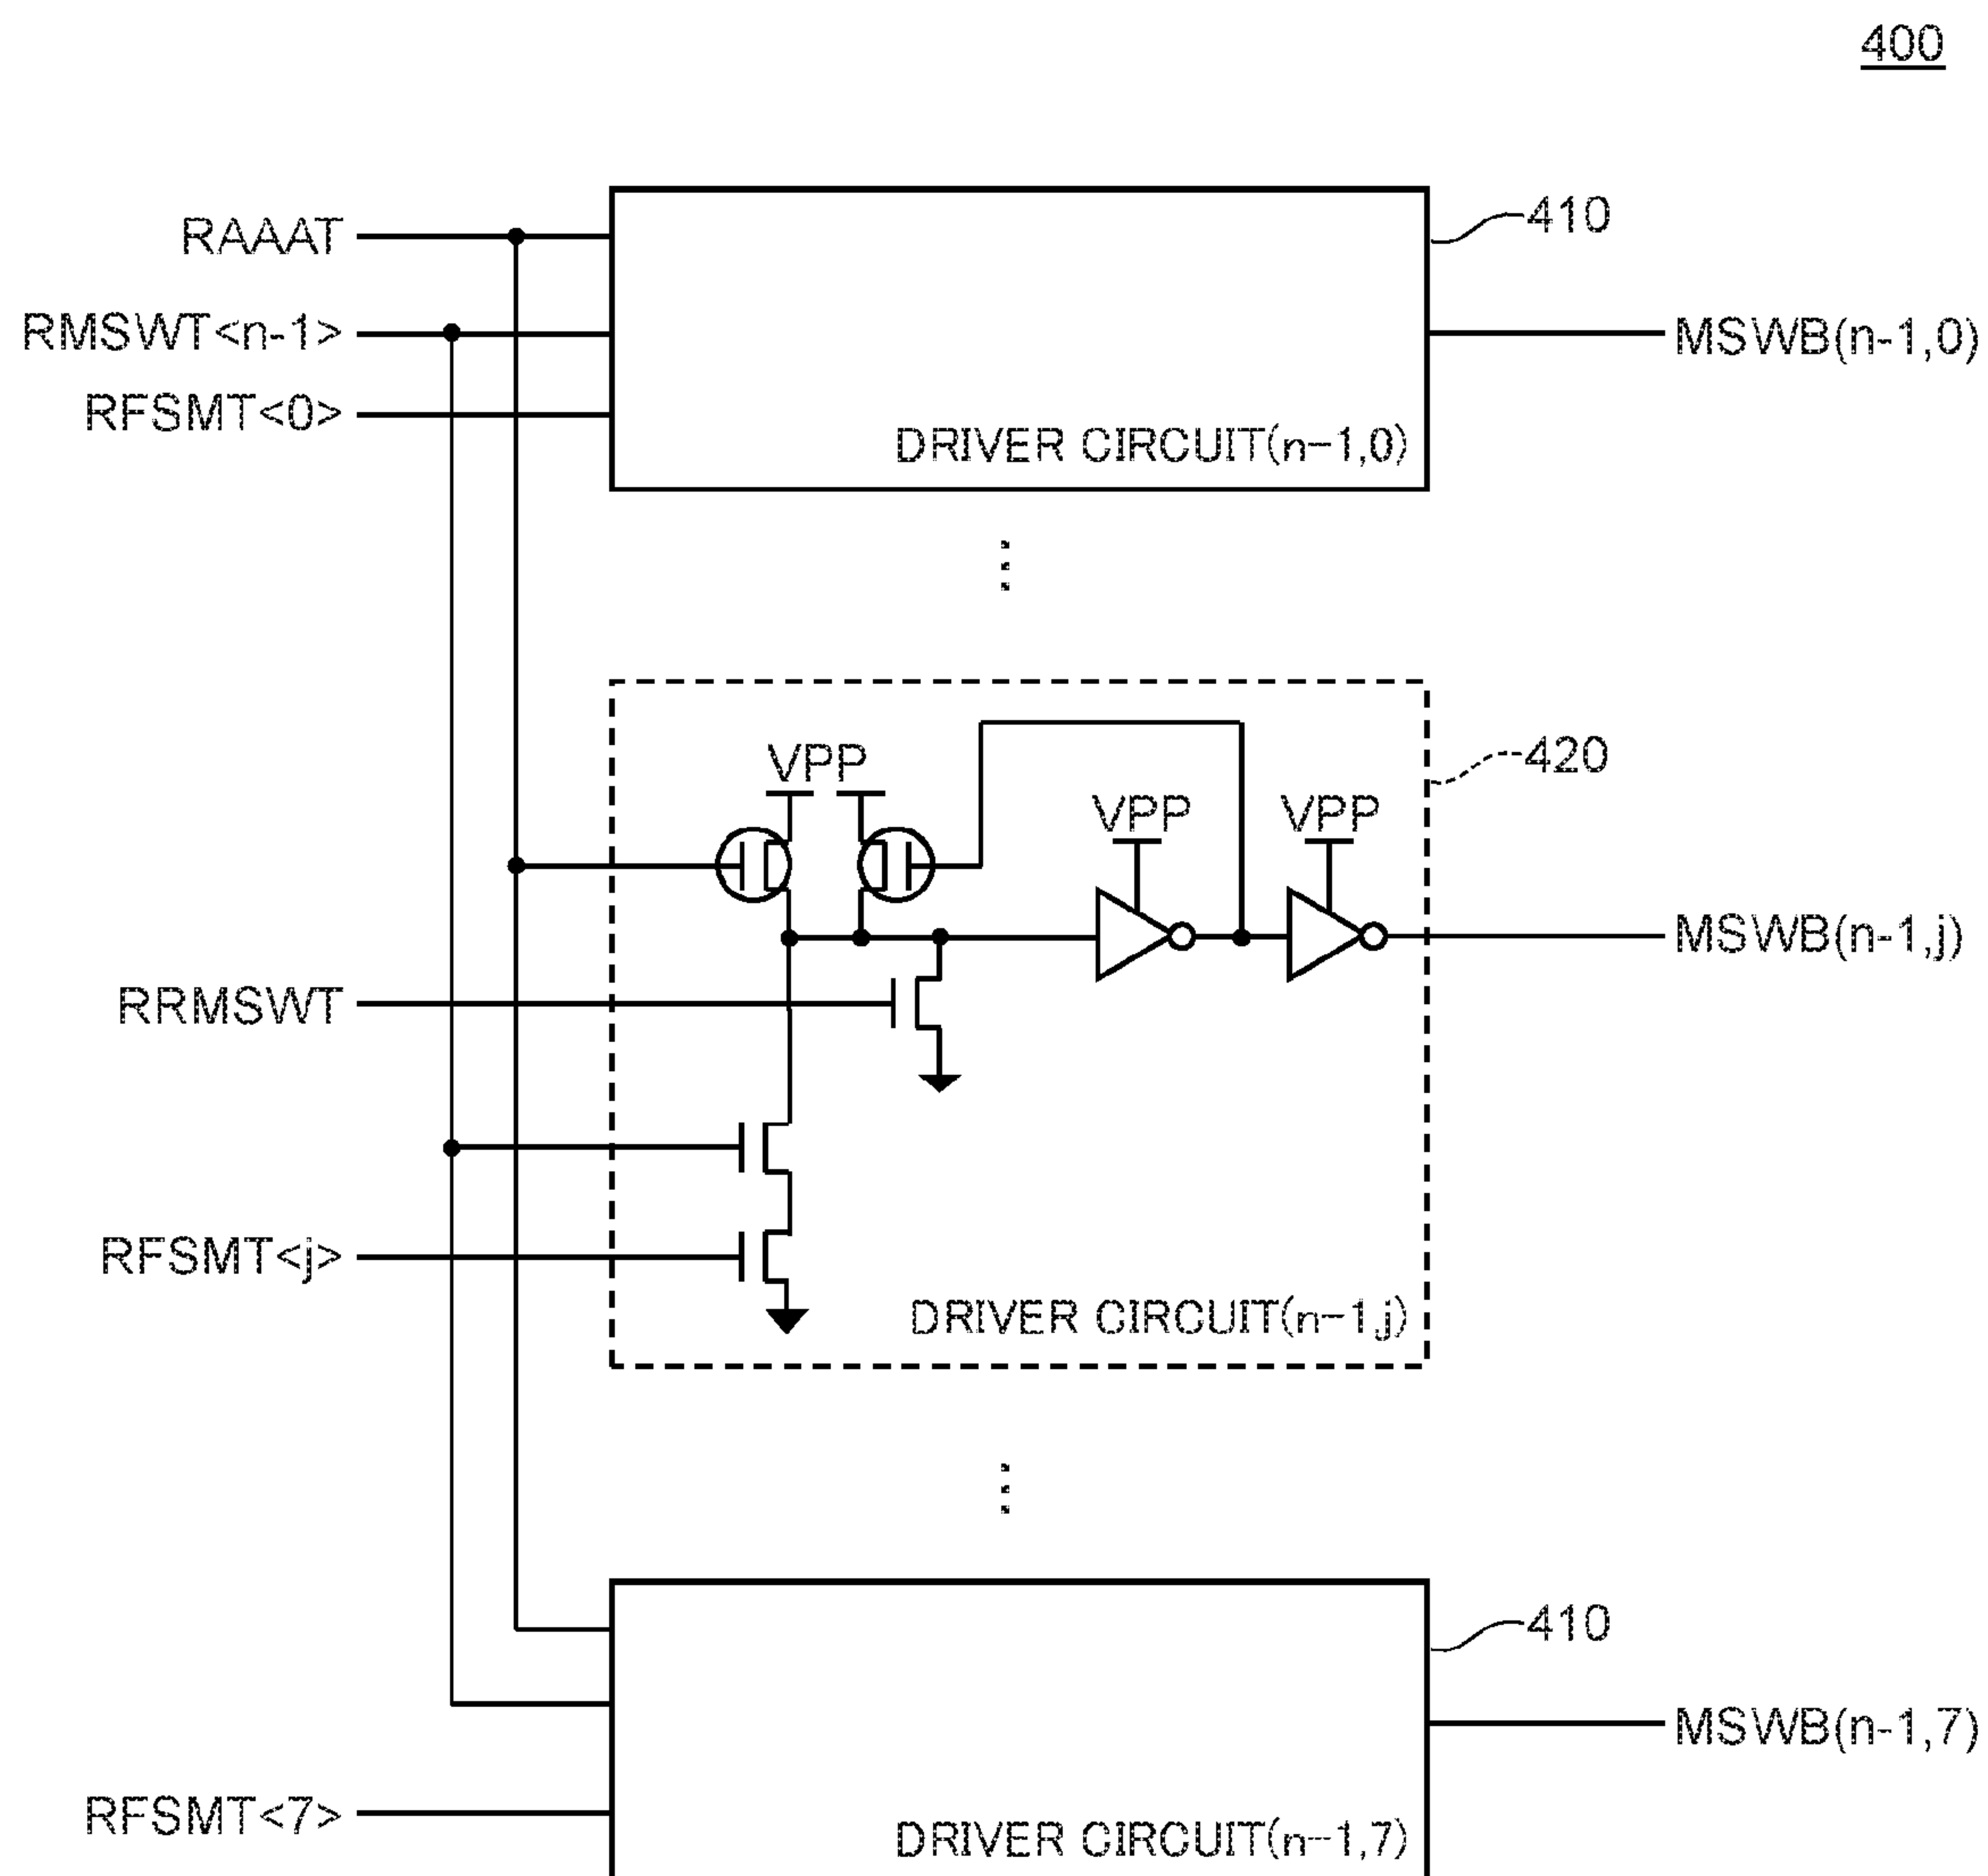 400
RAAAT
410
RMSWT<n-1>
MSWB(n-1,0)
RFSMT<0>
DRIVER CIRCUIT(n-1,0)
VPP
420
VPP
VPP
MSWB(n-1,j)
RRMSWT
RFSMT<j>
DRIVER CIRCUIT(n-1,j)
410
MSWB(n-1,7)
RFSMT<7>
DRIVER CIRCUIT(n-1,7)